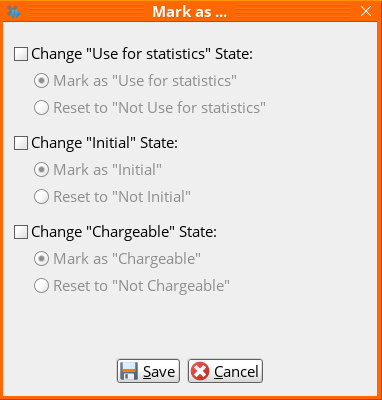 Mark as ...
Change "Use for statistics" State:
Mark as "Use for statistics"
Reset to "Not Use for statistics"
Change "Initial" State:
Mark as "Initial"
Reset to "Not Initial"
Change "Chargeable" State:
Mark as "Chargeable"
Reset to "Not Chargeable"
Save Cancel